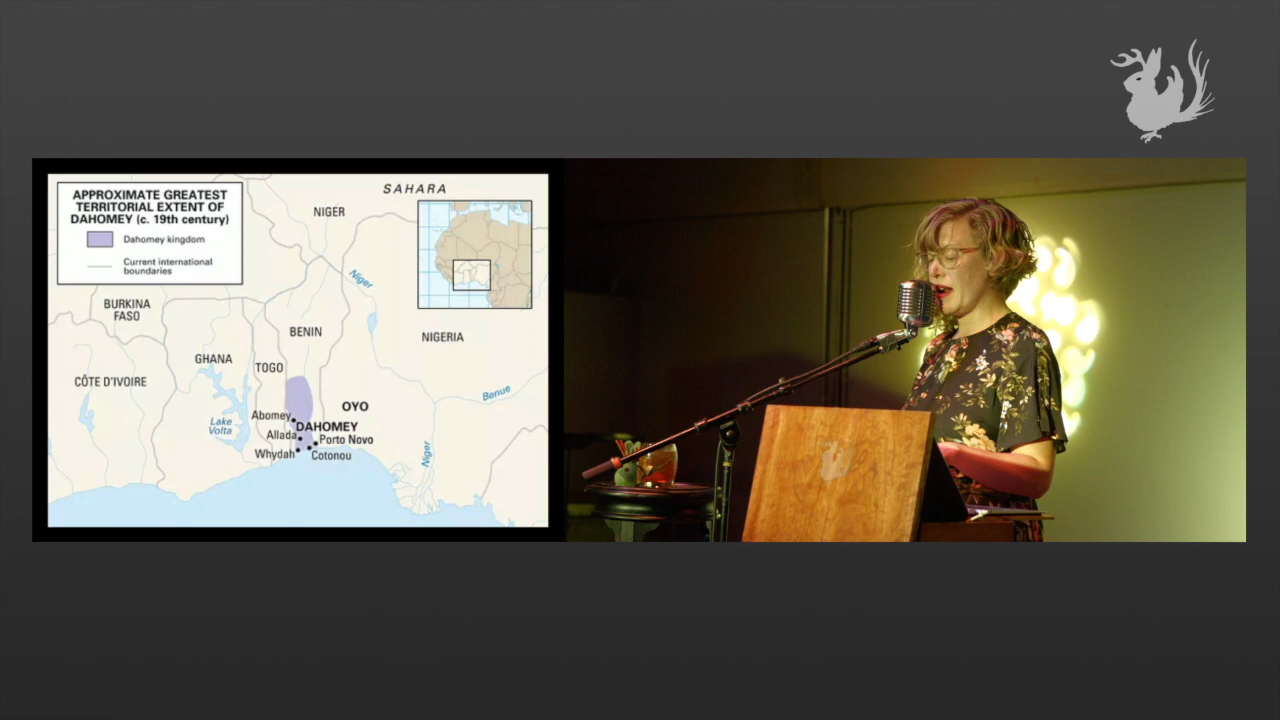 APPROXIMATE GREATEST
TERRITORIAL EXTENT OF
DAHOMEY (c. 19th century)
Dahomey kingdom
Current international
boundaries
SAHARA
NIGER
Niger
BURKINA
FASO
BENIN
NIGERIA
GHANA
TOGO
CÔTE D'IVOIRE
Benue
OYO
Abomey
Lake
Volta
DAHOMEY
Allada
Porto Novo
Whydah
Cotonou
Niger